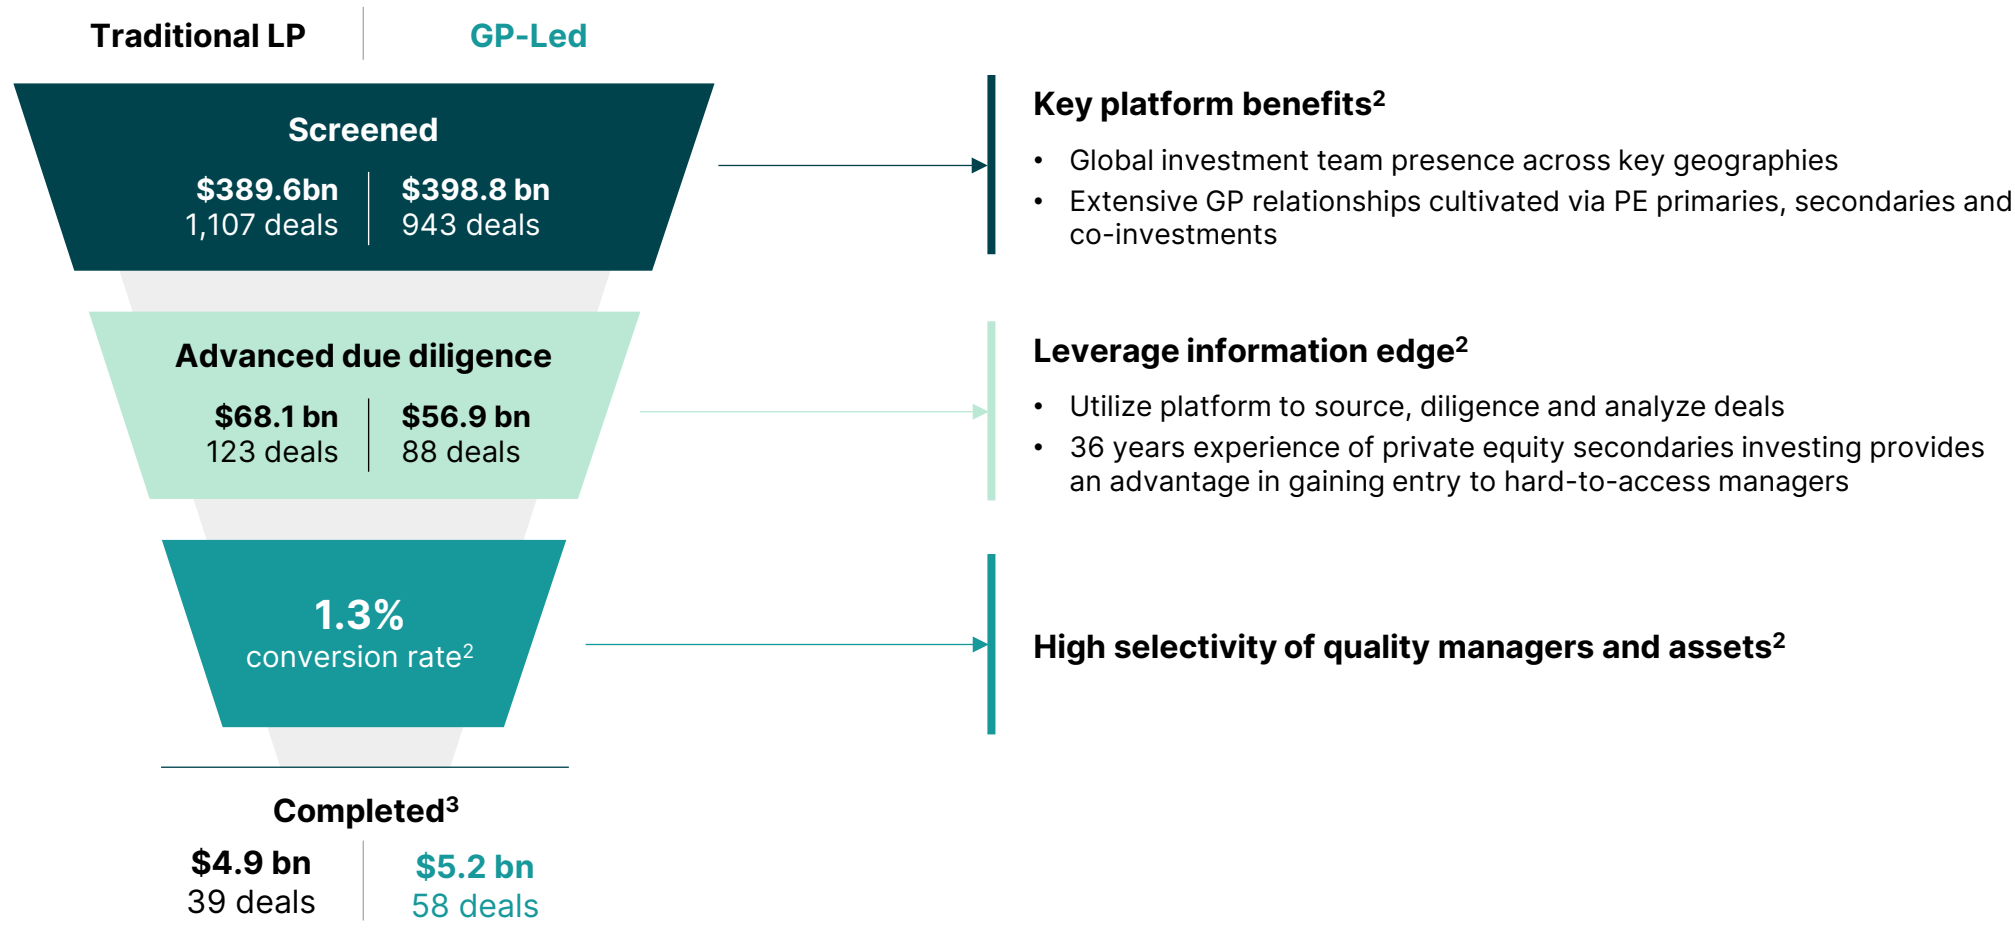 Traditional LP
GP-Led
Screened
$389.6bn
1,107 deals
$398.8 bn
943 deals
Key platform benefits²
• Global investment team presence across key geographies
• Extensive GP relationships cultivated via PE primaries, secondaries and
co-investments
Advanced due diligence
$68.1 bn
123 deals
$56.9 bn
88 deals
Leverage information edge²
• Utilize platform to source, diligence and analyze deals
• 36 years experience of private equity secondaries investing provides
an advantage in gaining entry to hard-to-access managers
1.3%
conversion rate²
High selectivity of quality managers and assets²
Completed³
$4.9 bn
39 deals
$5.2 bn
58 deals